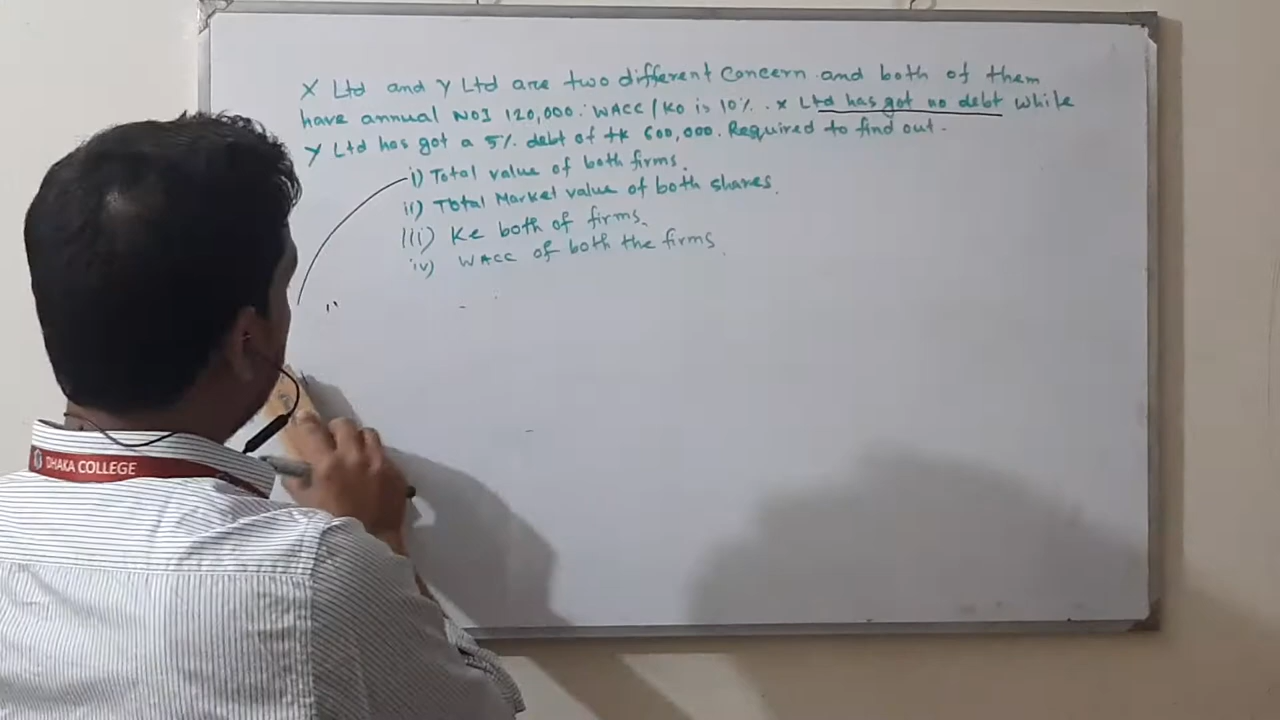 X Ltd and Y Ltd are two different concern and both of them
have annual NOI 120,000. WACC/Ko is 10%. X Ltd has got no debt while
Y Ltd has got a 5% debt of tk 600,000. Required to find out.
i) Total value of both firms.
ii) Total Market value of both shares.
iii) Ke both of firms.
iv) WACC of both the firms.
DHAKA COLLEGE